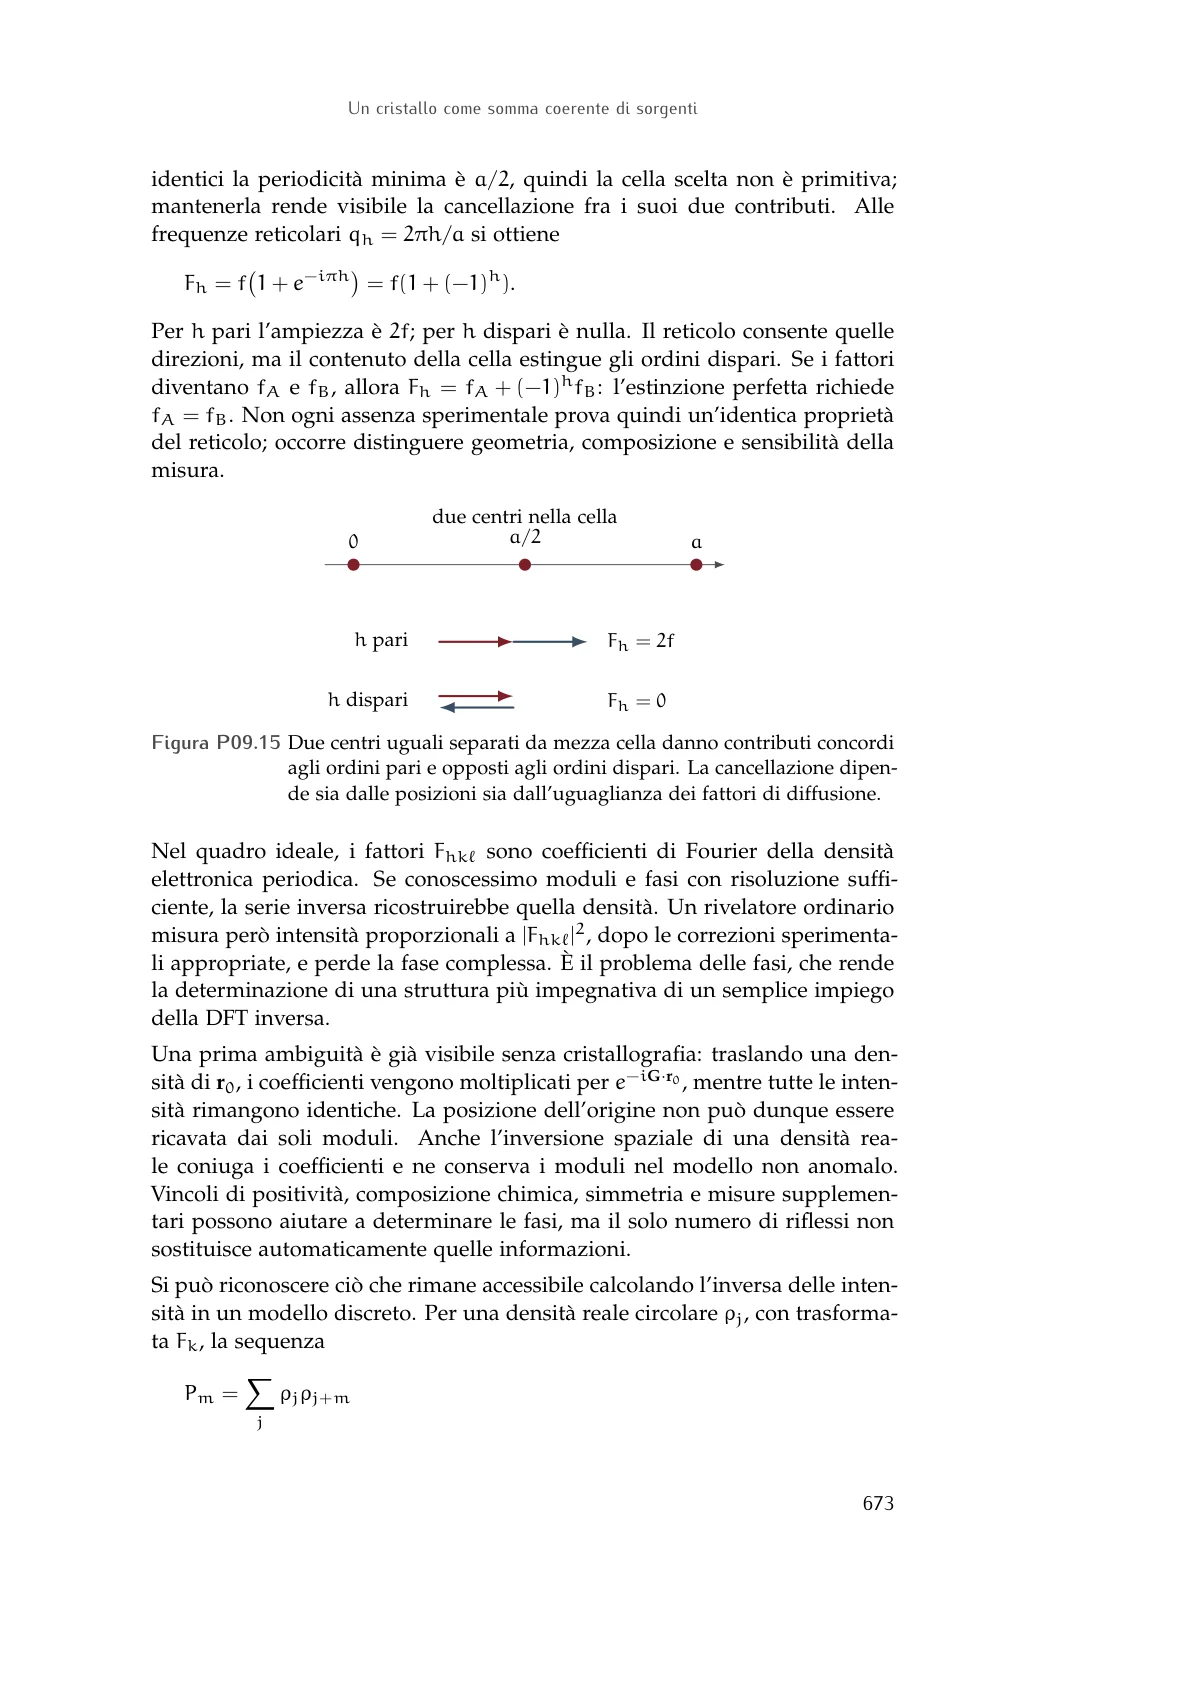 Un cristallo come somma coerente di sorgenti
identici la periodicità minima è a/2, quindi la cella scelta non è primitiva;
mantenerla rende visibile la cancellazione fra i suoi due contributi. Alle
frequenze reticolari qₕ = 2πh/a si ottiene
Fₕ = f(1 + e^{−iπh}) = f(1 + (−1)^h).
Per h pari l'ampiezza è 2f; per h dispari è nulla. Il reticolo consente quelle
direzioni, ma il contenuto della cella estingue gli ordini dispari. Se i fattori
diventano f_A e f_B, allora Fₕ = f_A + (−1)^h f_B: l'estinzione perfetta richiede
f_A = f_B. Non ogni assenza sperimentale prova quindi un'identica proprietà
del reticolo; occorre distinguere geometria, composizione e sensibilità della
misura.
due centri nella cella
0 a/2 a
h pari Fₕ = 2f
h dispari Fₕ = 0
Figura P09.15 Due centri uguali separati da mezza cella danno contributi concordi
agli ordini pari e opposti agli ordini dispari. La cancellazione dipen-
de sia dalle posizioni sia dall'uguaglianza dei fattori di diffusione.
Nel quadro ideale, i fattori F_{hkℓ} sono coefficienti di Fourier della densità
elettronica periodica. Se conoscessimo moduli e fasi con risoluzione suffi-
ciente, la serie inversa ricostruirebbe quella densità. Un rivelatore ordinario
misura però intensità proporzionali a |F_{hkℓ}|², dopo le correzioni sperimenta-
li appropriate, e perde la fase complessa. È il problema delle fasi, che rende
la determinazione di una struttura più impegnativa di un semplice impiego
della DFT inversa.
Una prima ambiguità è già visibile senza cristallografia: traslando una den-
sità di r₀, i coefficienti vengono moltiplicati per e^{−iG·r₀}, mentre tutte le inten-
sità rimangono identiche. La posizione dell'origine non può dunque essere
ricavata dai soli moduli. Anche l'inversione spaziale di una densità rea-
le coniuga i coefficienti e ne conserva i moduli nel modello non anomalo.
Vincoli di positività, composizione chimica, simmetria e misure supplemen-
tari possono aiutare a determinare le fasi, ma il solo numero di riflessi non
sostituisce automaticamente quelle informazioni.
Si può riconoscere ciò che rimane accessibile calcolando l'inversa delle inten-
sità in un modello discreto. Per una densità reale circolare ρ_j, con trasforma-
ta F_k, la sequenza
P_m = ∑_j ρ_j ρ_{j+m}
673